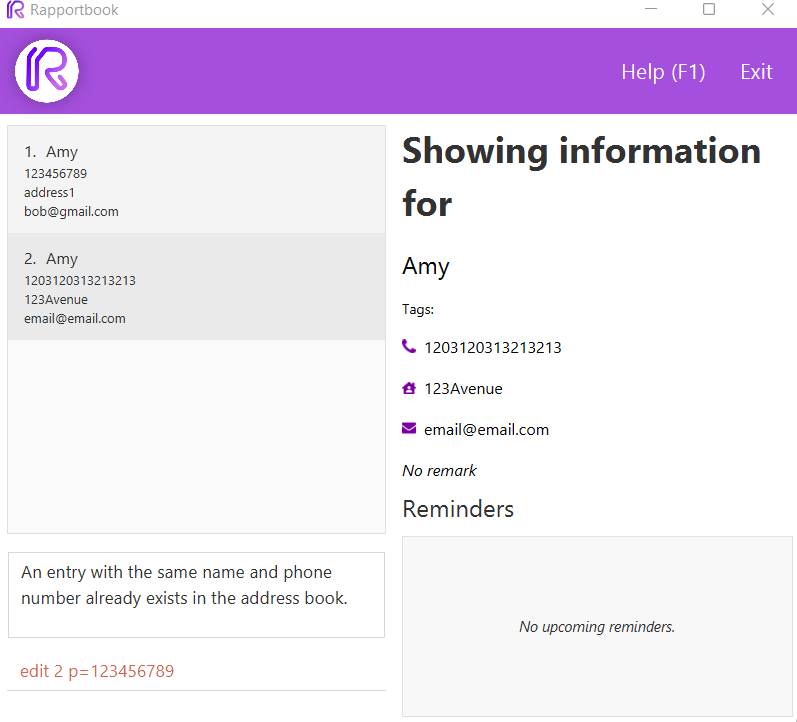 Rapportbook
Help (F1) Exit
1. Amy
123456789
address1
bob@gmail.com
2. Amy
1203120313213213
123Avenue
email@email.com
An entry with the same name and phone
number already exists in the address book.
edit 2 p=123456789
Showing information
for
Amy
Tags:
1203120313213213
123Avenue
email@email.com
No remark
Reminders
No upcoming reminders.